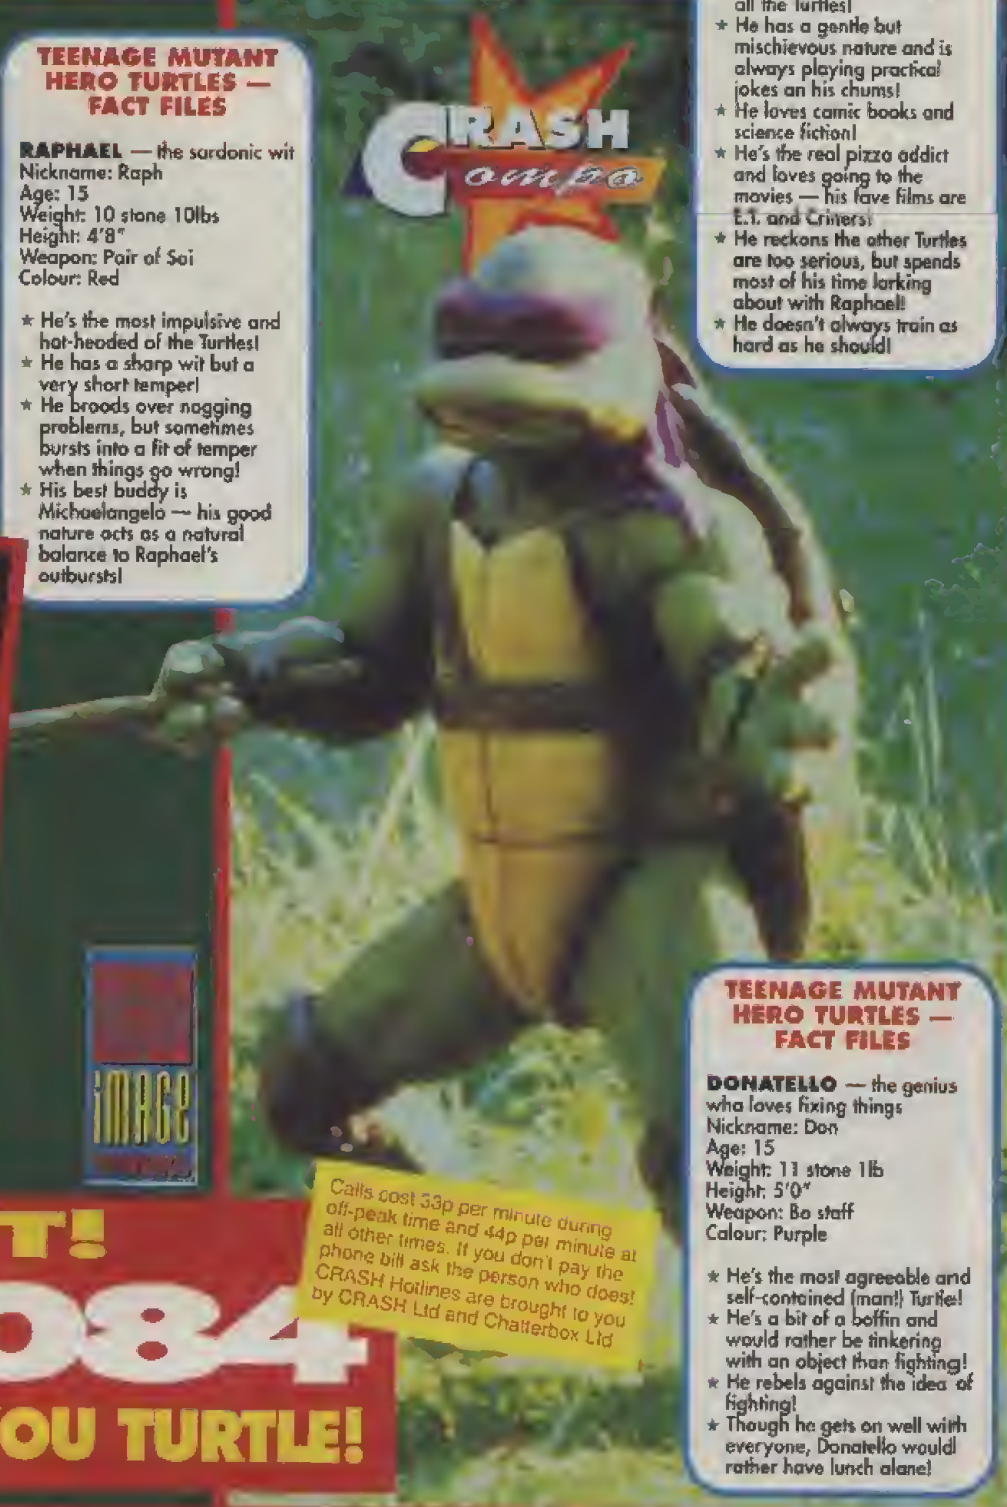 TEENAGE MUTANT
HERO TURTLES —
FACT FILES
RAPHAEL — the sardonic wit
Nickname: Raph
Age: 15
Weight: 10 stone 10lbs
Height: 4'8"
Weapon: Pair of Sai
Colour: Red
★ He's the most impulsive and
hot-headed of the Turtles!
★ He has a sharp wit but a
very short temper!
★ He broods over nagging
problems, but sometimes
bursts into a fit of temper
when things go wrong!
★ His best buddy is
Michaelangelo — his good
nature acts as a natural
balance to Raphael's
outbursts!
CRASH
Compo
all the Turtles!
★ He has a gentle but
mischievous nature and is
always playing practical
jokes on his chums!
★ He loves comic books and
science fiction!
★ He's the real pizza addict
and loves going to the
movies — his fave films are
E.T. and Critters!
★ He reckons the other Turtles
are too serious, but spends
most of his time larking
about with Raphael!
★ He doesn't always train as
hard as he should!
iMAGE
T!
084
OU TURTLE!
Calls cost 33p per minute during
off-peak time and 44p per minute at
all other times. If you don't pay the
phone bill ask the person who does!
CRASH Hotlines are brought to you
by CRASH Ltd and Chatterbox Ltd
TEENAGE MUTANT
HERO TURTLES —
FACT FILES
DONATELLO — the genius
who loves fixing things
Nickname: Don
Age: 15
Weight: 11 stone 1lb
Height: 5'0"
Weapon: Bo staff
Colour: Purple
★ He's the most agreeable and
self-contained (man!) Turtle!
★ He's a bit of a boffin and
would rather be tinkering
with an object than fighting!
★ He rebels against the idea of
fighting!
★ Though he gets on well with
everyone, Donatello would
rather have lunch alone!